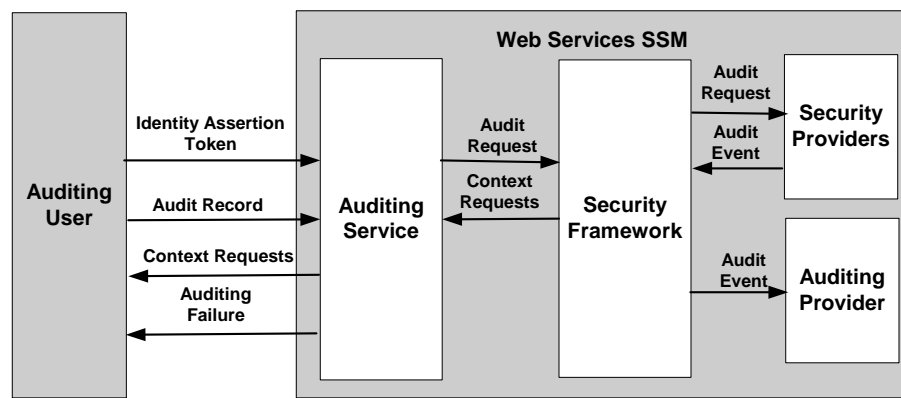 Web Services SSM
Auditing
User
Identity Assertion
Token
Audit Record
Context Requests
Auditing
Failure
Auditing
Service
Audit
Request
Context
Requests
Security
Framework
Audit
Request
Audit
Event
Security
Providers
Audit
Event
Auditing
Provider